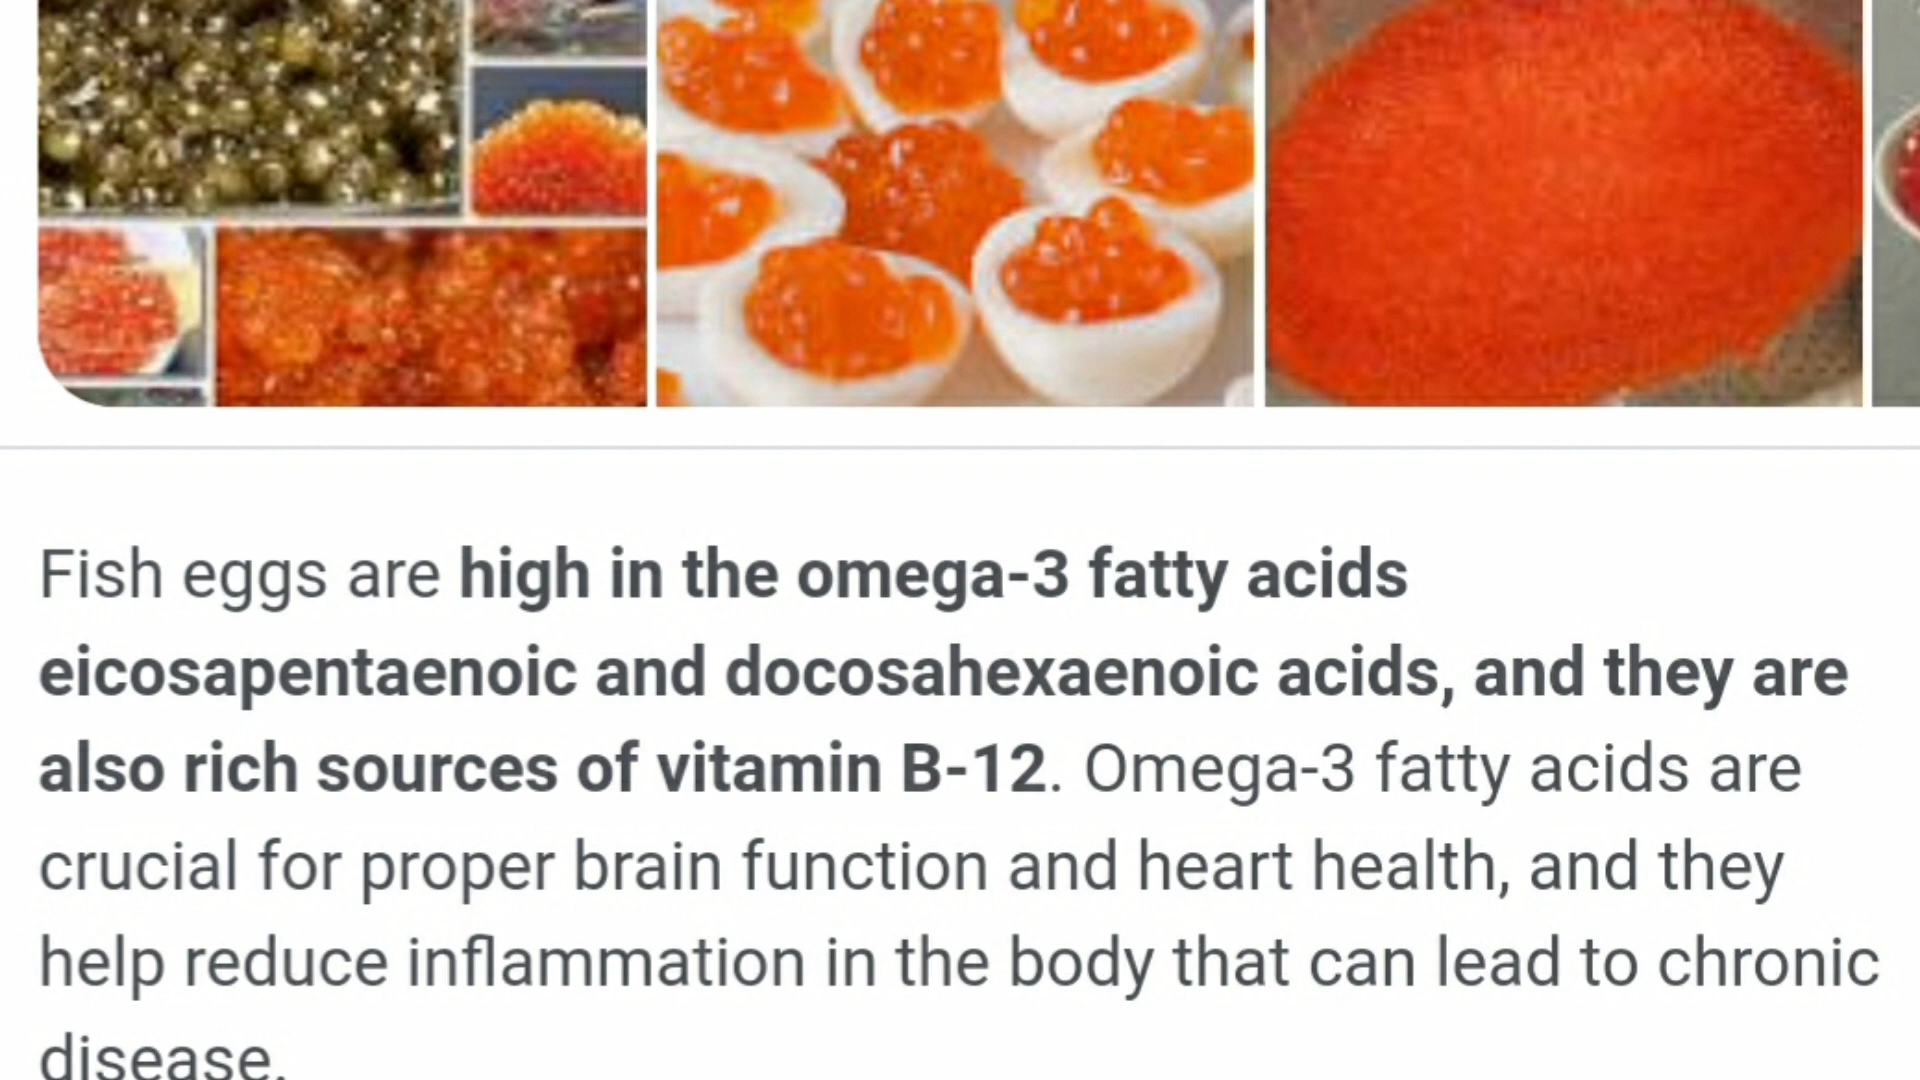 Fish eggs are high in the omega-3 fatty acids
eicosapentaenoic and docosahexaenoic acids, and they are
also rich sources of vitamin B-12. Omega-3 fatty acids are
crucial for proper brain function and heart health, and they
help reduce inflammation in the body that can lead to chronic
disease.